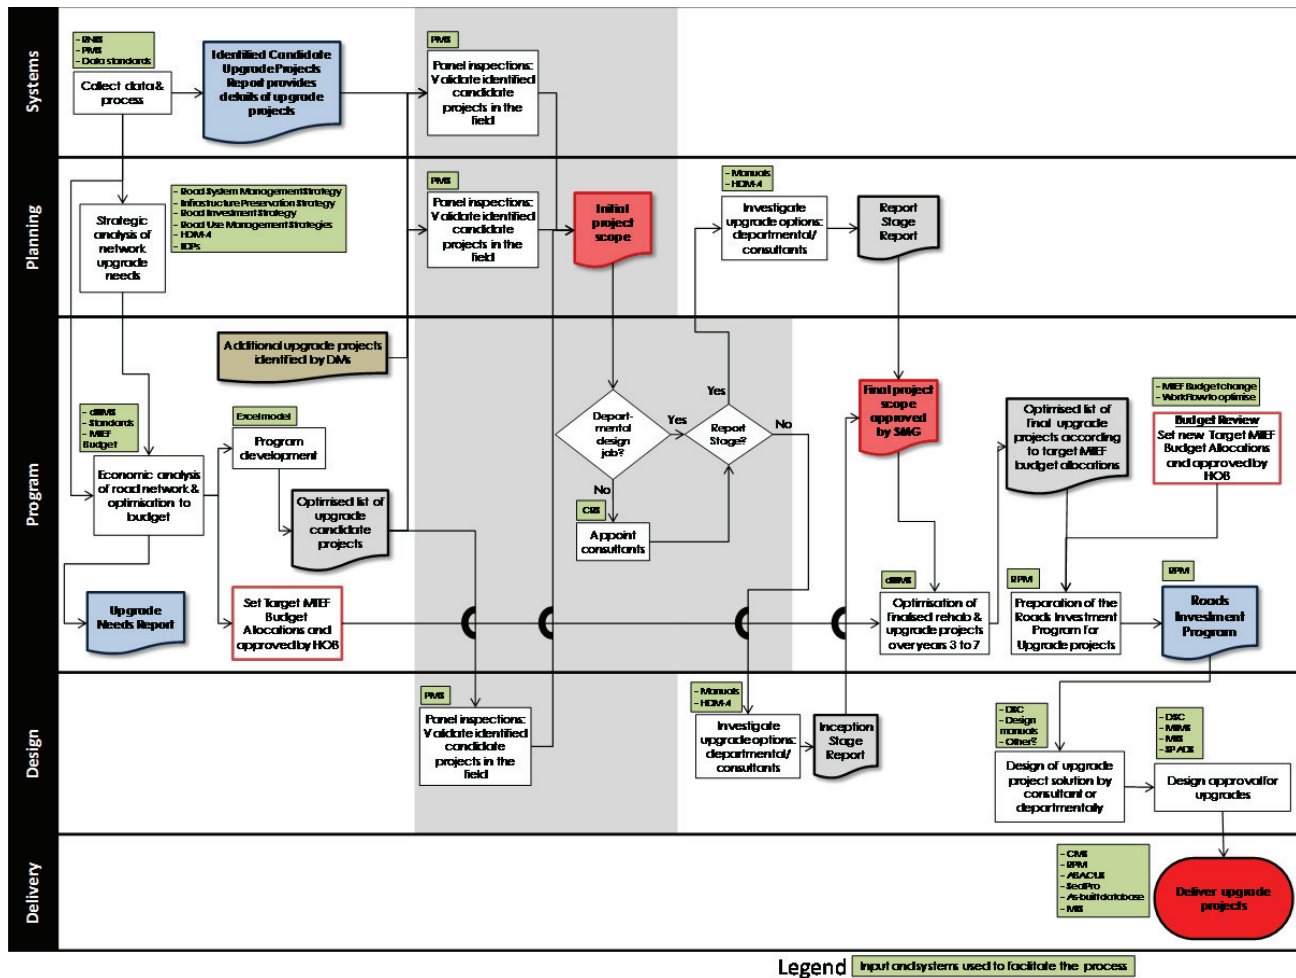 Systems
- RNIS
- PMS
- Data standards
Collect data &
process
Identified Candidate
Upgrade Projects
Report provides
details of upgrade
projects
PMS
Panel inspections:
Validate identified
candidate
projects in the
field
Planning
Strategic
analysis of
network
upgrade
needs
- Road System Management Strategy
- Infrastructure Preservation Strategy
- Road Investment Strategy
- Road Use Management Strategies
- HDM-4
PMS
Panel inspections:
Validate identified
candidate
projects in the
field
Initial
project
scope
- Manuals
- HDM-4
Investigate
upgrade options:
departmental/
consultants
Report
Stage
Report
Program
Additional upgrade projects
identified by DMs
- dTIMS
- Standards
- MTEF
Budget
Economic analysis
of road network &
optimisation to
budget
Excel model
Program
development
Optimised list of
upgrade
candidate
projects
Upgrade
Needs Report
Set Target MTEF
Budget
Allocations and
approved by HOB
Depart-
mental
design
job?
Yes
No
Report
Stage?
Yes
No
CMS
Appoint
consultants
Final project
scope
approved
by SMG
dTIMS
Optimisation of
finalised rehab &
upgrade projects
over years 3 to 7
Optimised list of
final upgrade
projects according
to target MTEF
budget allocations
- MTEF Budget change
- Workflow to optimise
Budget Review
Set new Target MTEF
Budget Allocations
and approved by
HOB
RPM
Preparation of the
Roads Investment
Program for
Upgrade projects
RPM
Roads
Investment
Program
Design
PMS
Panel inspections:
Validate identified
candidate
projects in the
field
- Manuals
- HDM-4
Investigate
upgrade options:
departmental/
consultants
Inception
Stage
Report
- DSC
- Design
manuals
- Other?
Design of upgrade
project solution by
consultant or
departmentally
- DSC
- MMS
- MIS
- SPACS
Design approval for
upgrades
Delivery
- CMS
- RPM
- ABACUS
- SealPro
- As-built database
- MIS
Deliver upgrade
projects
Legend
Input and systems used to facilitate the process